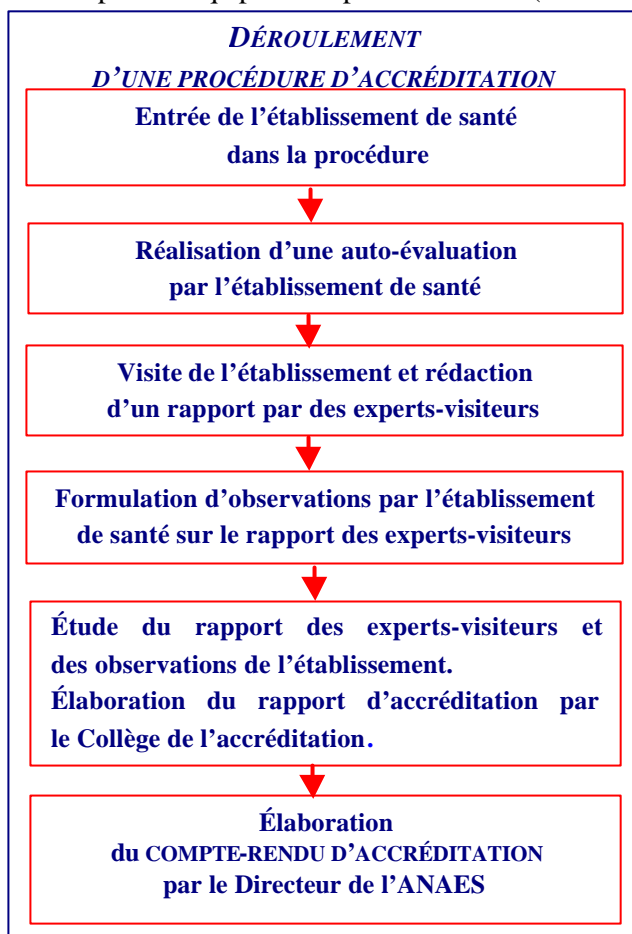 DÉROULEMENT
D’UNE PROCÉDURE D’ACCRÉDITATION
Entrée de l’établissement de santé
dans la procédure
Réalisation d’une auto-évaluation
par l’établissement de santé
Visite de l’établissement et rédaction
d’un rapport par des experts-visiteurs
Formulation d’observations par l’établissement
de santé sur le rapport des experts-visiteurs
Étude du rapport des experts-visiteurs et
des observations de l’établissement.
Élaboration du rapport d’accréditation par
le Collège de l’accréditation.
Élaboration
du COMPTE-RENDU D’ACCRÉDITATION
par le Directeur de l’ANAES